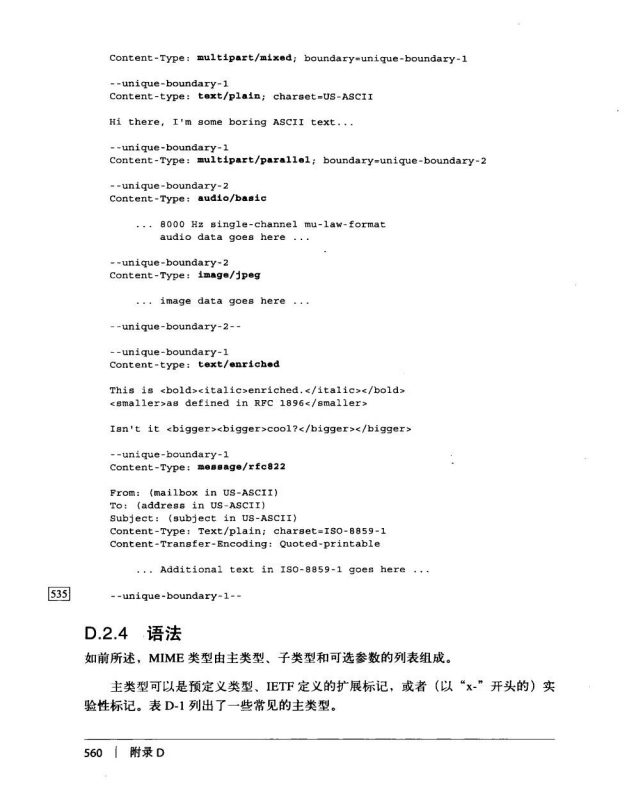 Content-Type: multipart/mixed; boundary=unique-boundary-1
--unique-boundary-1
Content-type: text/plain; charset=US-ASCII
Hi there, I'm some boring ASCII text...
--unique-boundary-1
Content-Type: multipart/parallel; boundary=unique-boundary-2
--unique-boundary-2
Content-Type: audio/basic
... 8000 Hz single-channel mu-law-format
audio data goes here ...
--unique-boundary-2
Content-Type: image/jpeg
... image data goes here ...
--unique-boundary-2--
--unique-boundary-1
Content-type: text/enriched
This is <bold><italic>enriched.</italic></bold>
<smaller>as defined in RFC 1896</smaller>
Isn't it <bigger><bigger>cool?</bigger></bigger>
--unique-boundary-1
Content-Type: message/rfc822
From: (mailbox in US-ASCII)
To: (address in US-ASCII)
Subject: (subject in US-ASCII)
Content-Type: Text/plain; charset=ISO-8859-1
Content-Transfer-Encoding: Quoted-printable
... Additional text in ISO-8859-1 goes here ...
535 --unique-boundary-1--
D.2.4 语法
如前所述，MIME 类型由主类型、子类型和可选参数的列表组成。
主类型可以是预定义类型、IETF 定义的扩展标记，或者（以“x-”开头的）实
验性标记。表 D-1 列出了一些常见的主类型。
560 | 附录 D